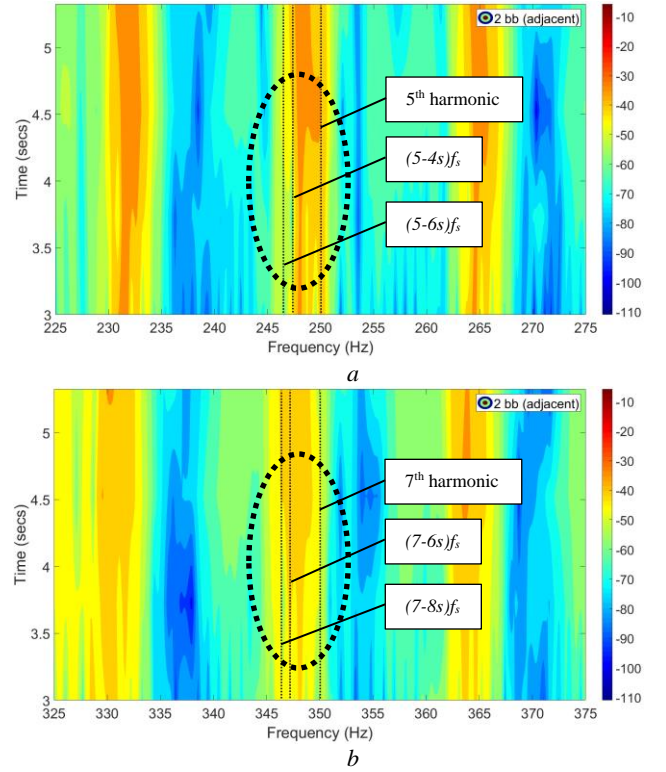 2 bb (adjacent)
5
4.5
4
3.5
3
Time (secs)
225 230 235 240 245 250 255 260 265 270 275
Frequency (Hz)
-10
-20
-30
-40
-50
-60
-70
-80
-90
-100
-110
5th harmonic
(5-4s)fs
(5-6s)fs
a
2 bb (adjacent)
5
4.5
4
3.5
3
Time (secs)
325 330 335 340 345 350 355 360 365 370 375
Frequency (Hz)
-10
-20
-30
-40
-50
-60
-70
-80
-90
-100
-110
7th harmonic
(7-6s)fs
(7-8s)fs
b